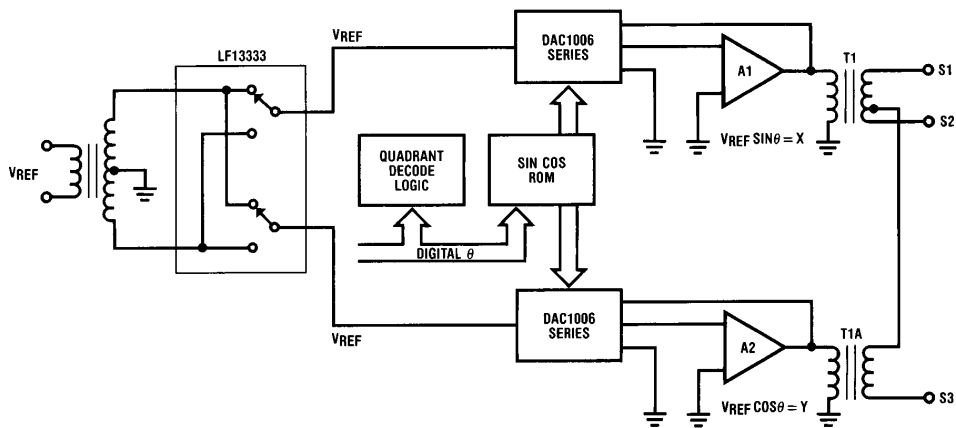 LF13333
VREF
DAC1006
SERIES
A1
T1
S1
S2
VREF SINθ = X
VREF
QUADRANT
DECODE
LOGIC
SIN COS
ROM
DIGITAL θ
VREF
DAC1006
SERIES
A2
T1A
S3
VREF COSθ = Y